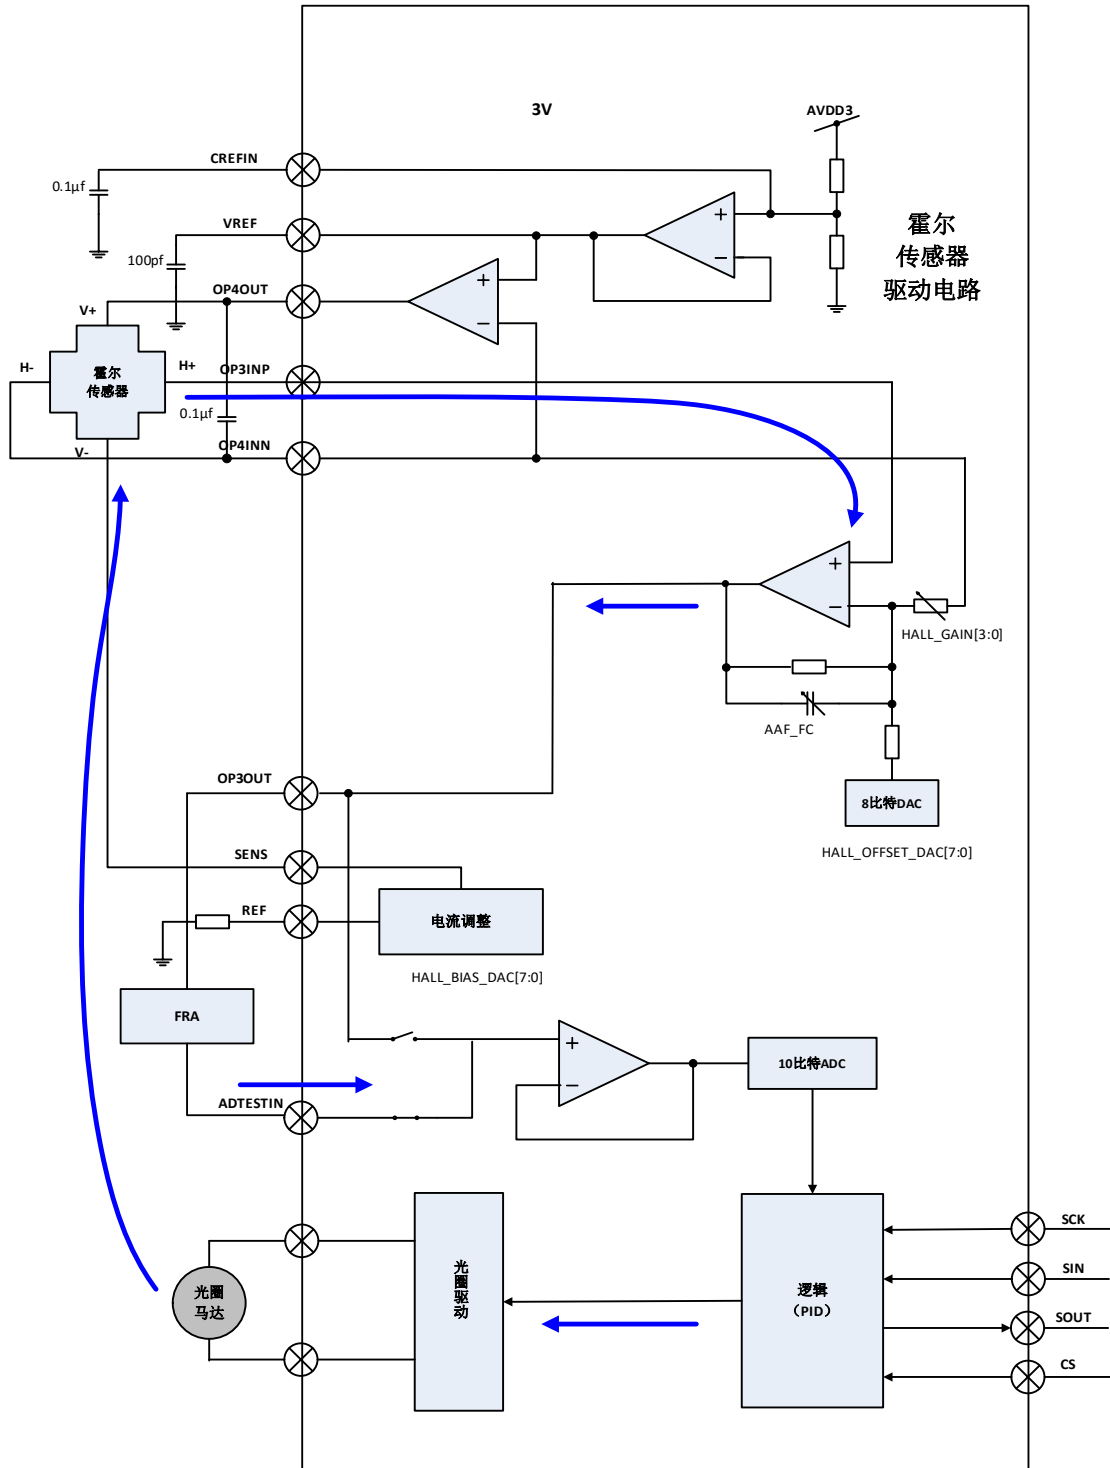 3V
AVDD3
CREFIN
0.1μf
VREF
霍尔
传感器
驱动电路
100pf
OP4OUT
V+
H-
霍尔
传感器
H+
OP3INP
0.1μf
OP4INN
V-
+
−
+
−
+
−
HALL_GAIN[3:0]
AAF_FC
OP3OUT
8比特DAC
HALL_OFFSET_DAC[7:0]
SENS
REF
电流调整
HALL_BIAS_DAC[7:0]
FRA
+
−
10比特ADC
ADTESTIN
SCK
光圈驱动
SIN
逻辑
（PID）
光圈
马达
SOUT
CS